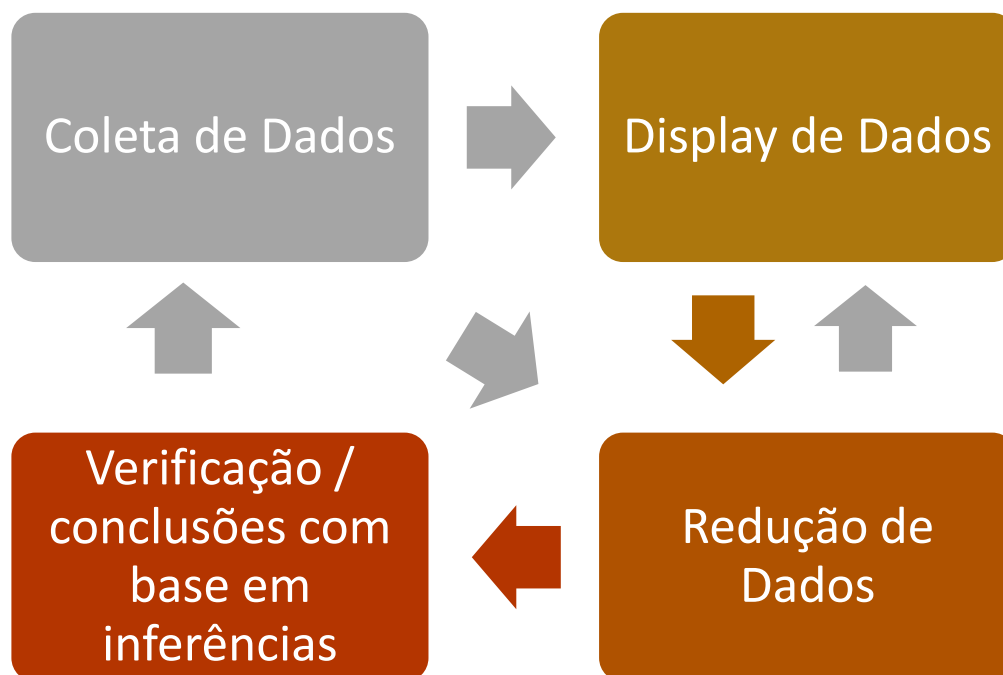 Coleta de Dados
Display de Dados
Verificação /
conclusões com
base em
inferências
Redução de
Dados